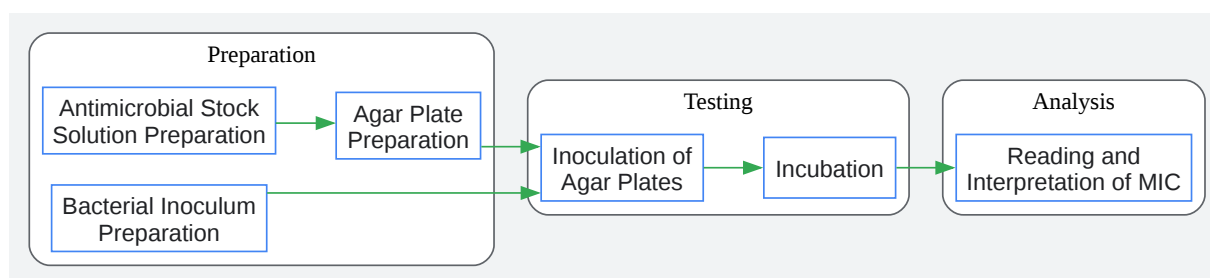 Preparation
Antimicrobial Stock
Solution Preparation
Agar Plate
Preparation
Bacterial Inoculum
Preparation
Testing
Inoculation of
Agar Plates
Incubation
Analysis
Reading and
Interpretation of MIC